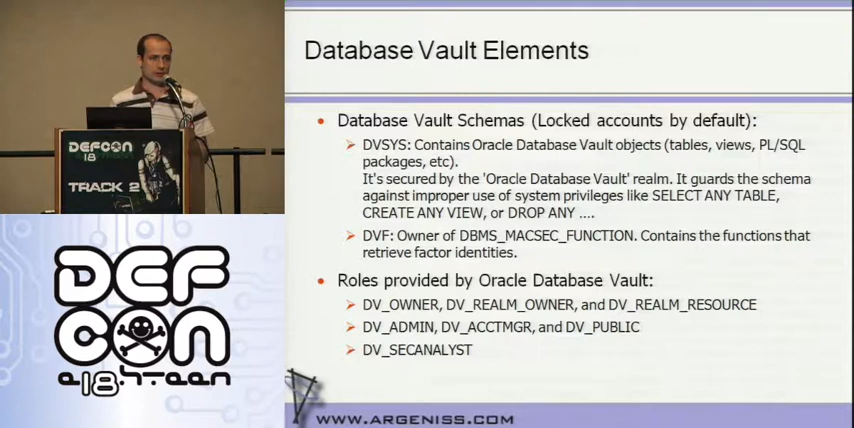 Database Vault Elements
Database Vault Schemas (Locked accounts by default):
DVSYS: Contains Oracle Database Vault objects (tables, views, PL/SQL
packages, etc).
It's secured by the 'Oracle Database Vault' realm. It guards the schema
against improper use of system privileges like SELECT ANY TABLE,
CREATE ANY VIEW, or DROP ANY ....
DVF: Owner of DBMS_MACSEC_FUNCTION. Contains the functions that
retrieve factor identities.
Roles provided by Oracle Database Vault:
DV_OWNER, DV_REALM_OWNER, and DV_REALM_RESOURCE
DV_ADMIN, DV_ACCTMGR, and DV_PUBLIC
DV_SECANALYST
WWW.ARGENISS.COM
DEFCON
18
TRACK 2
DEF
CON
e18hteen